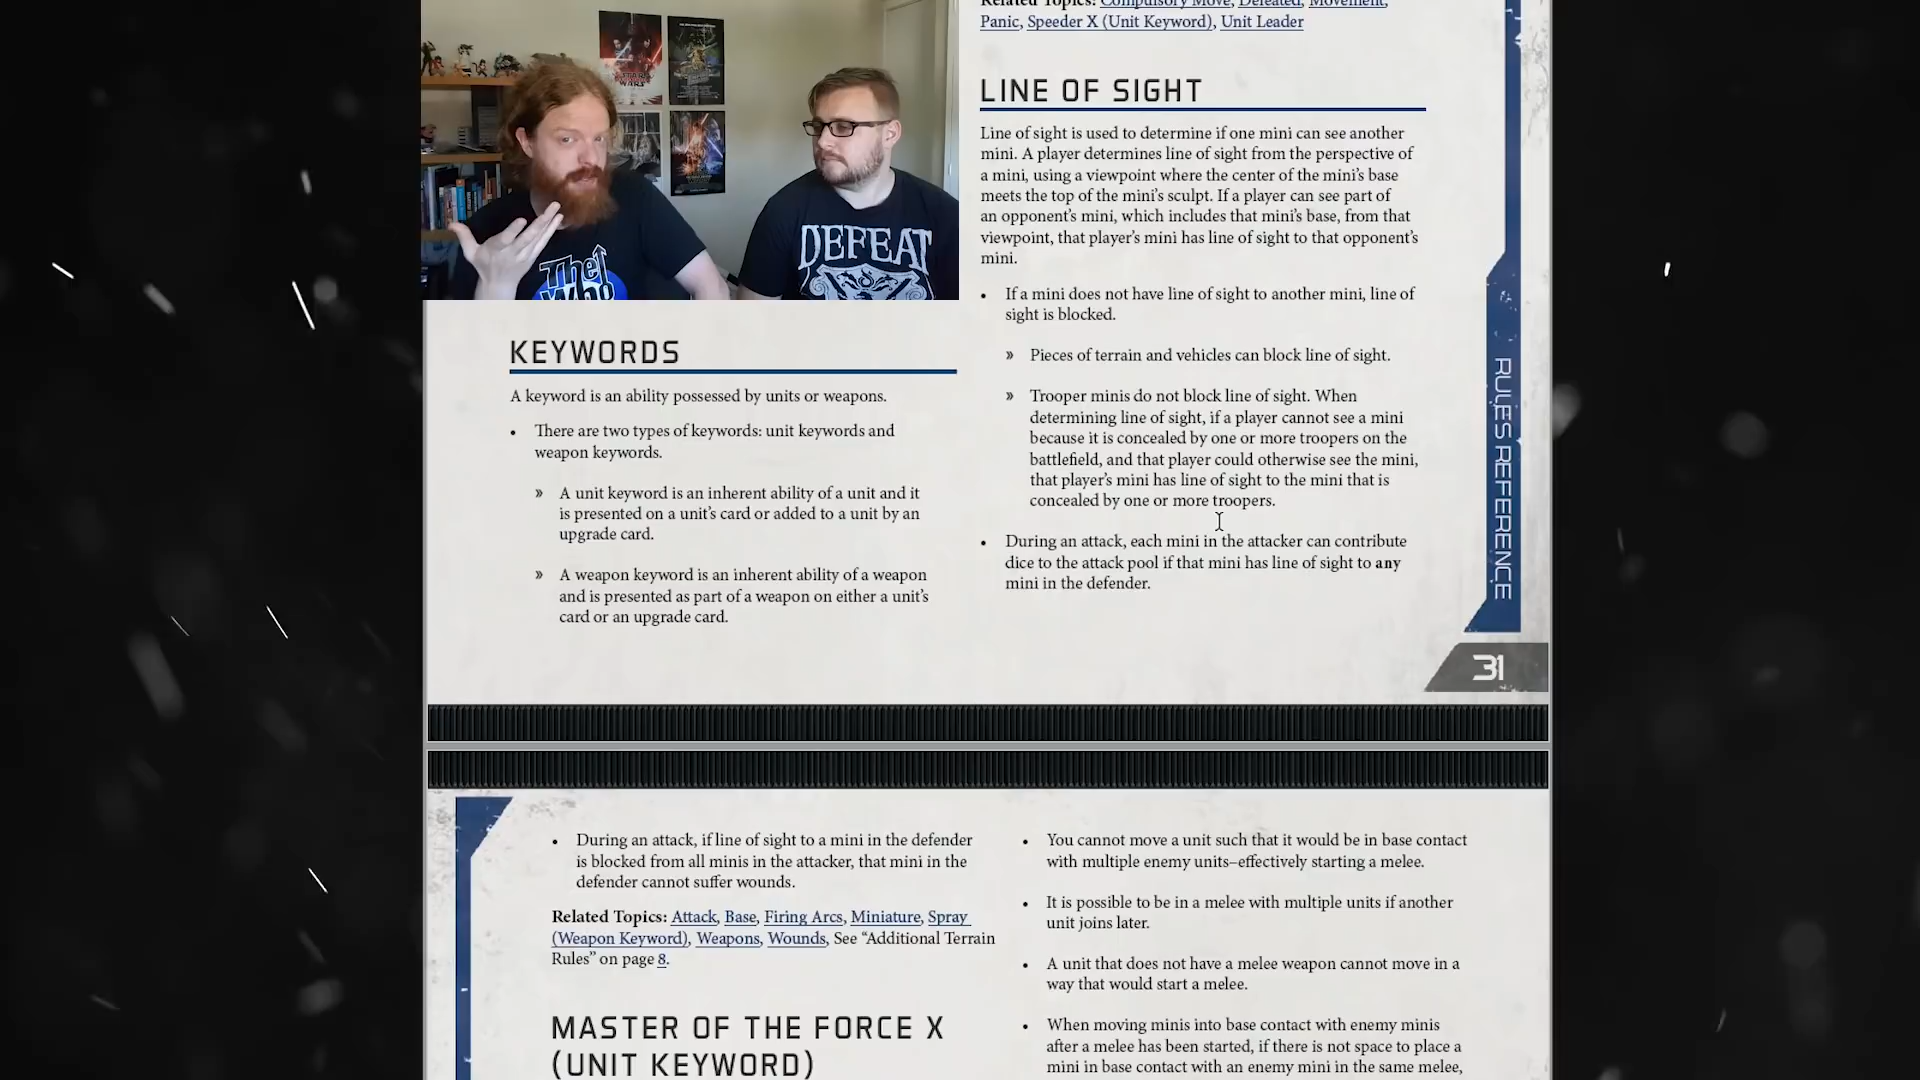 Related Topics: Compulsory Move, Defeated, Movement,
Panic, Speeder X (Unit Keyword), Unit Leader
LINE OF SIGHT
Line of sight is used to determine if one mini can see another
mini. A player determines line of sight from the perspective of
a mini, using a viewpoint where the center of the mini's base
meets the top of the mini's sculpt. If a player can see part of
an opponent's mini, which includes that mini's base, from that
viewpoint, that player's mini has line of sight to that opponent's
mini.
• If a mini does not have line of sight to another mini, line of
sight is blocked.
» Pieces of terrain and vehicles can block line of sight.
» Trooper minis do not block line of sight. When
determining line of sight, if a player cannot see a mini
because it is concealed by one or more troopers on the
battlefield, and that player could otherwise see the mini,
that player's mini has line of sight to the mini that is
concealed by one or more troopers.
• During an attack, each mini in the attacker can contribute
dice to the attack pool if that mini has line of sight to any
mini in the defender.
STAR WARS
The Who
DEFEAT
KEYWORDS
A keyword is an ability possessed by units or weapons.
• There are two types of keywords: unit keywords and
weapon keywords.
» A unit keyword is an inherent ability of a unit and it
is presented on a unit's card or added to a unit by an
upgrade card.
» A weapon keyword is an inherent ability of a weapon
and is presented as part of a weapon on either a unit's
card or an upgrade card.
RULES REFERENCE
31
• During an attack, if line of sight to a mini in the defender
is blocked from all minis in the attacker, that mini in the
defender cannot suffer wounds.
Related Topics: Attack, Base, Firing Arcs, Miniature, Spray
(Weapon Keyword), Weapons, Wounds, See “Additional Terrain
Rules” on page 8.
MASTER OF THE FORCE X
(UNIT KEYWORD)
• You cannot move a unit such that it would be in base contact
with multiple enemy units–effectively starting a melee.
• It is possible to be in a melee with multiple units if another
unit joins later.
• A unit that does not have a melee weapon cannot move in a
way that would start a melee.
• When moving minis into base contact with enemy minis
after a melee has been started, if there is not space to place a
mini in base contact with an enemy mini in the same melee,